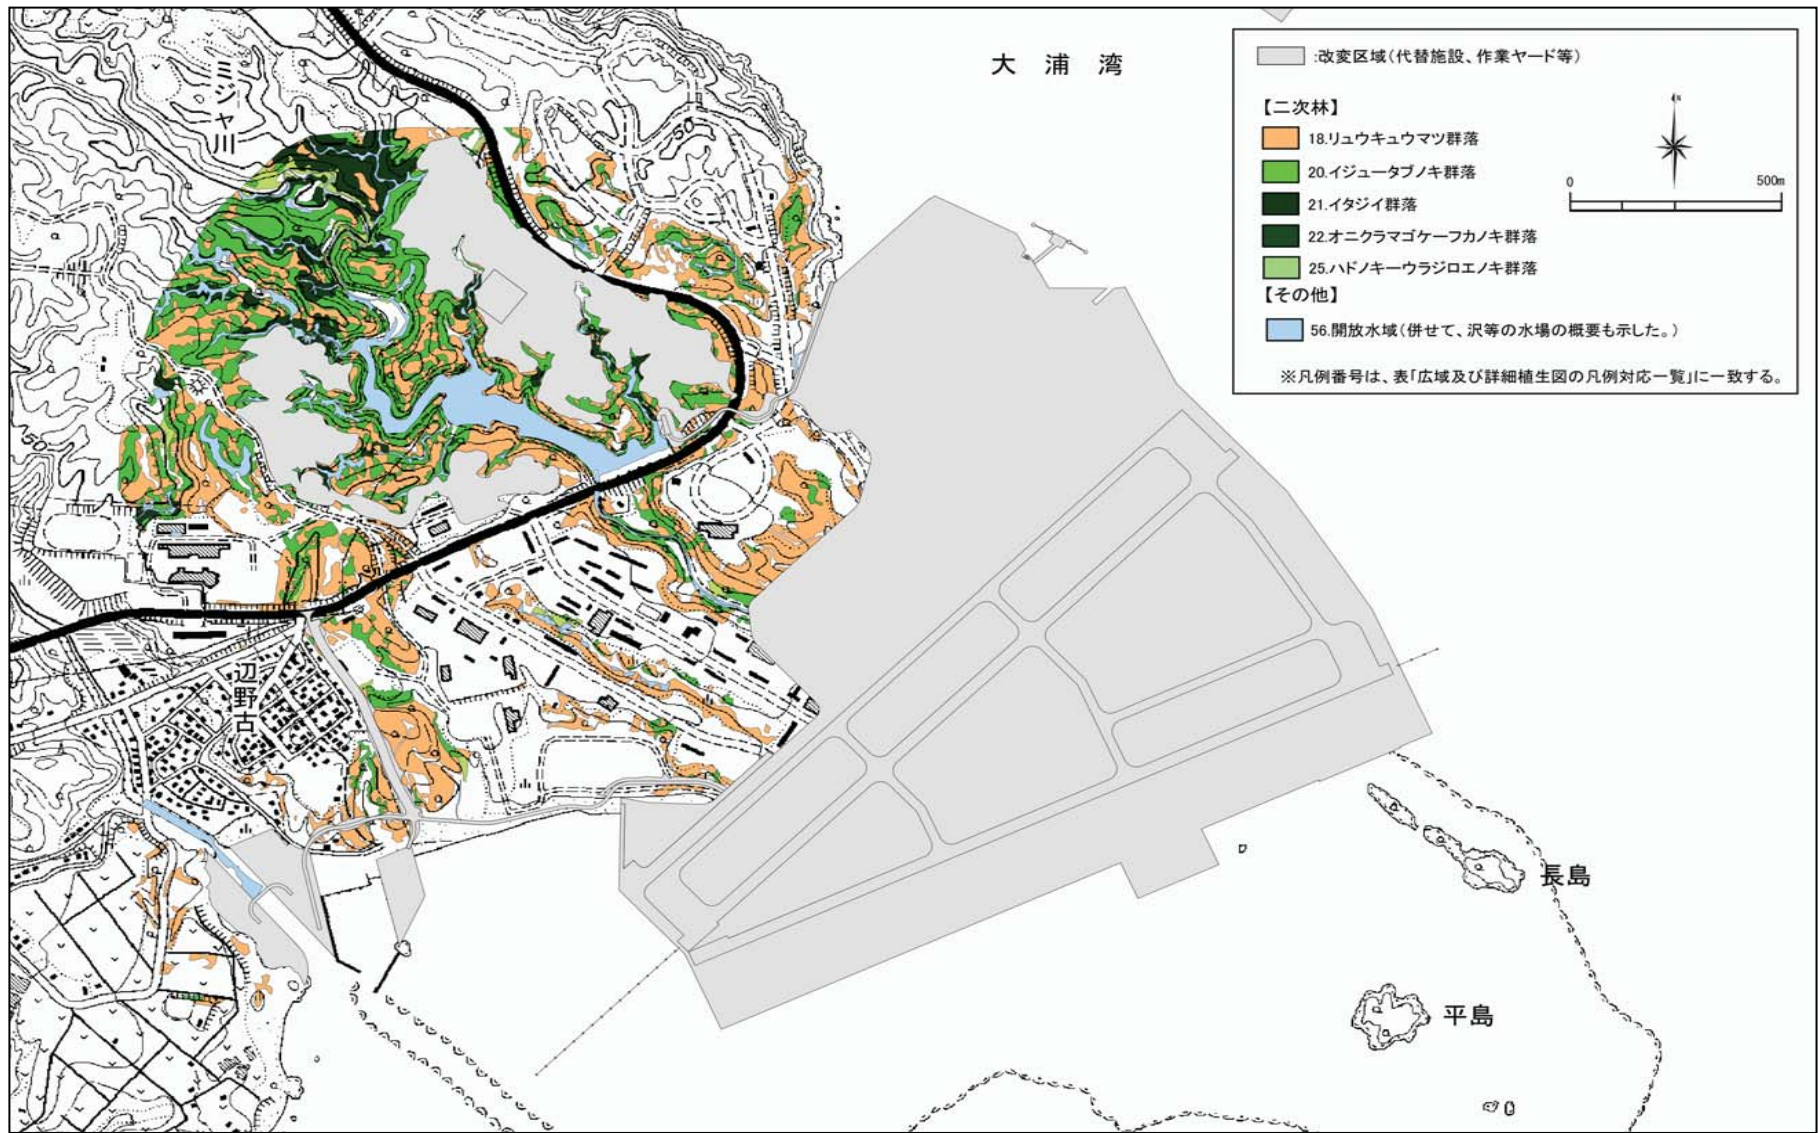 大浦湾
:改変区域(代替施設、作業ヤード等)
【二次林】
18.リュウキュウマツ群落
20.イジュータブノキ群落
21.イタジイ群落
22.オニクラマゴケーフカノキ群落
25.ハドノキーウラジロエノキ群落
【その他】
56.開放水域(併せて、沢等の水場の概要も示した。)
※凡例番号は、表「広域及び詳細植生図の凡例対応一覧」に一致する。
N
0 500m
ミジャ川
50
50
辺野古
長島
平島